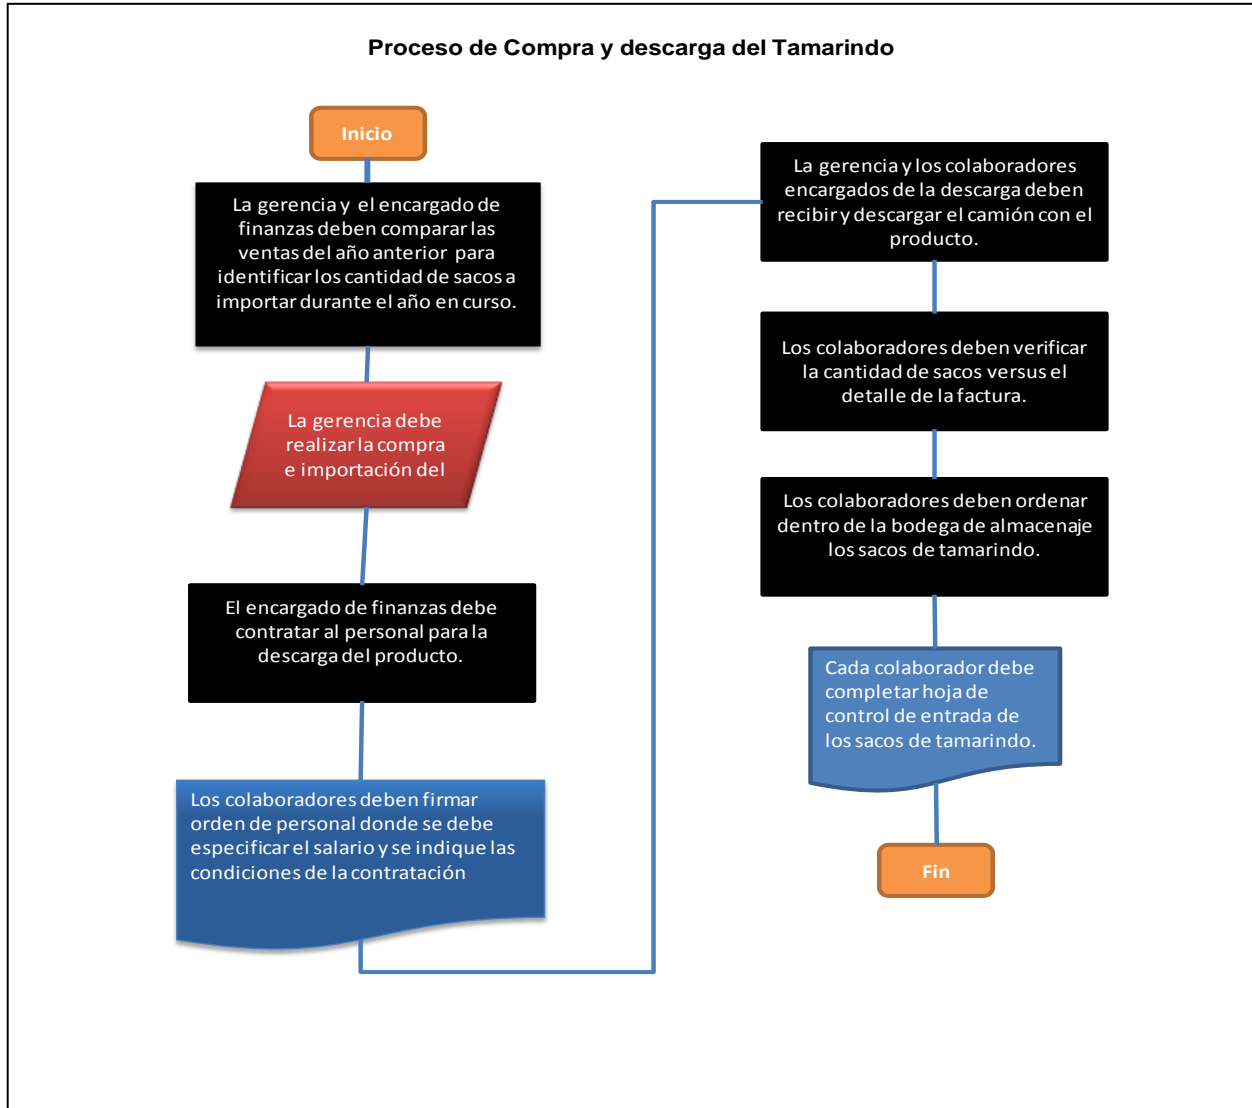 Proceso de Compra y descarga del Tamarindo
Inicio
La gerencia y el encargado de
finanzas deben comparar las
ventas del año anterior para
identificar los cantidad de sacos a
importar durante el año en curso.
La gerencia debe
realizar la compra
e importación del
El encargado de finanzas debe
contratar al personal para la
descarga del producto.
Los colaboradores deben firmar
orden de personal donde se debe
especificar el salario y se indique las
condiciones de la contratación
La gerencia y los colaboradores
encargados de la descarga deben
recibir y descargar el camión con el
producto.
Los colaboradores deben verificar
la cantidad de sacos versus el
detalle de la factura.
Los colaboradores deben ordenar
dentro de la bodega de almacenaje
los sacos de tamarindo.
Cada colaborador debe
completar hoja de
control de entrada de
los sacos de tamarindo.
Fin